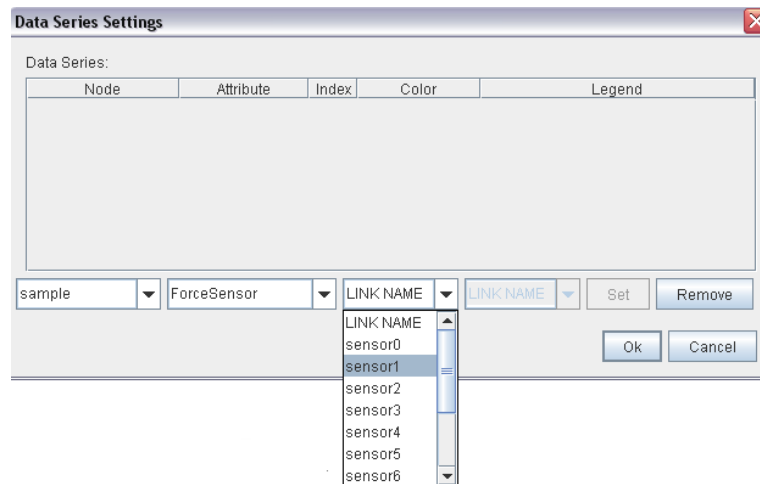 Data Series Settings
Data Series:
Node Attribute Index Color Legend
sample ForceSensor LINK NAME LINK NAME Set Remove
LINK NAME
sensor0
sensor1
sensor2
sensor3
sensor4
sensor5
sensor6
Ok Cancel